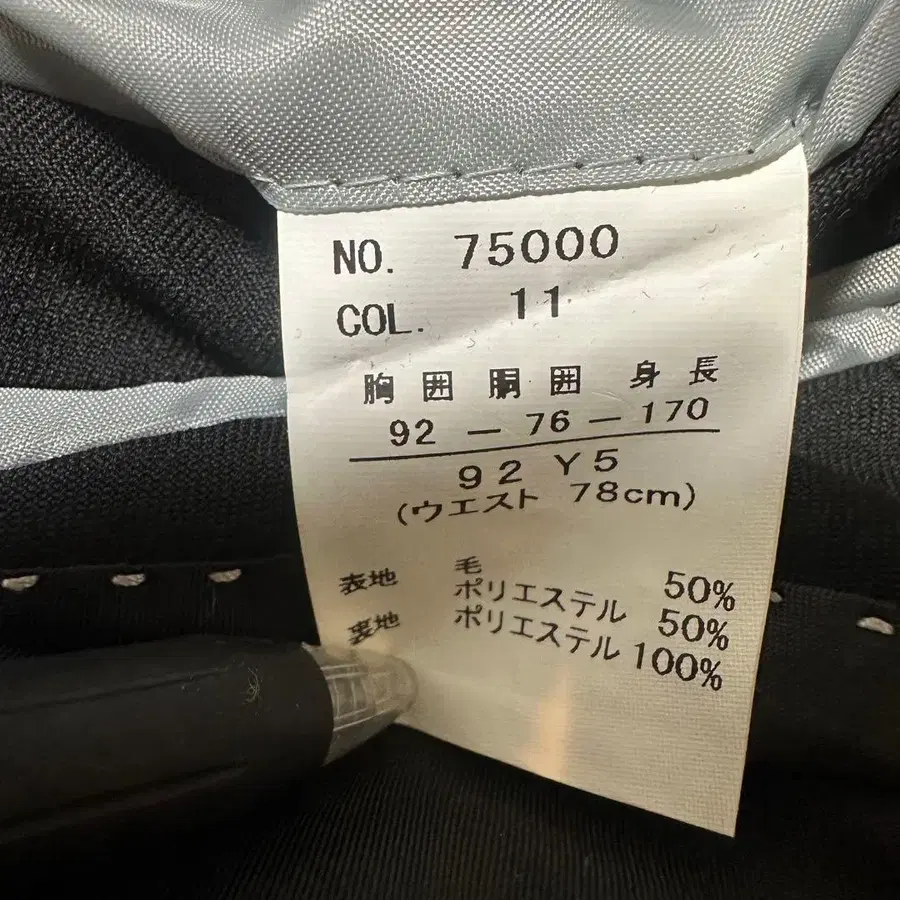 NO. 75000
COL. 11
胸囲 胴囲 身長
92 － 76 － 170
92 Y5
(ウエスト 78cm)
表地 毛 50%
ポリエステル 50%
裏地 ポリエステル 100%